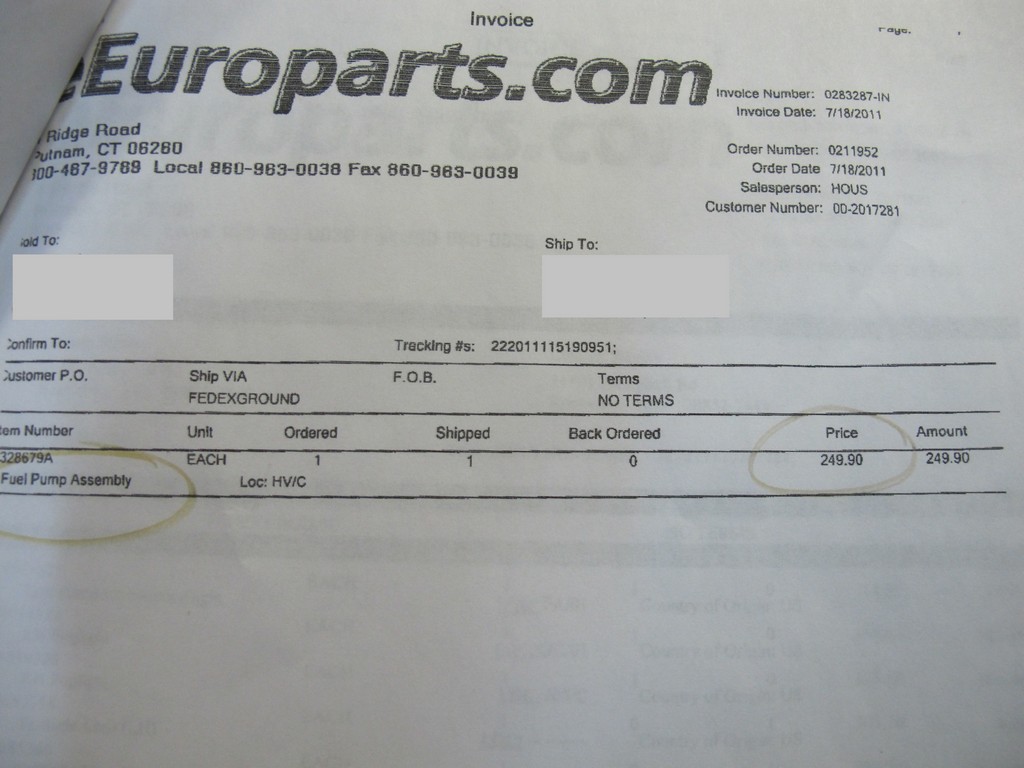 Invoice
eEuroparts.com
Invoice Number: 0283287-IN
Invoice Date: 7/18/2011
Ridge Road
Putnam, CT 06260
800-467-9769 Local 860-963-0038 Fax 860-963-0039
Order Number: 0211952
Order Date 7/18/2011
Salesperson: HOUS
Customer Number: 00-2017281
Sold To: Ship To:
Confirm To: Tracking #s: 222011115190951;
Customer P.O. Ship VIA F.O.B. Terms
FEDEXGROUND NO TERMS
Item Number Unit Ordered Shipped Back Ordered Price Amount
328679A EACH 1 1 0 249.90 249.90
Fuel Pump Assembly Loc: HV/C